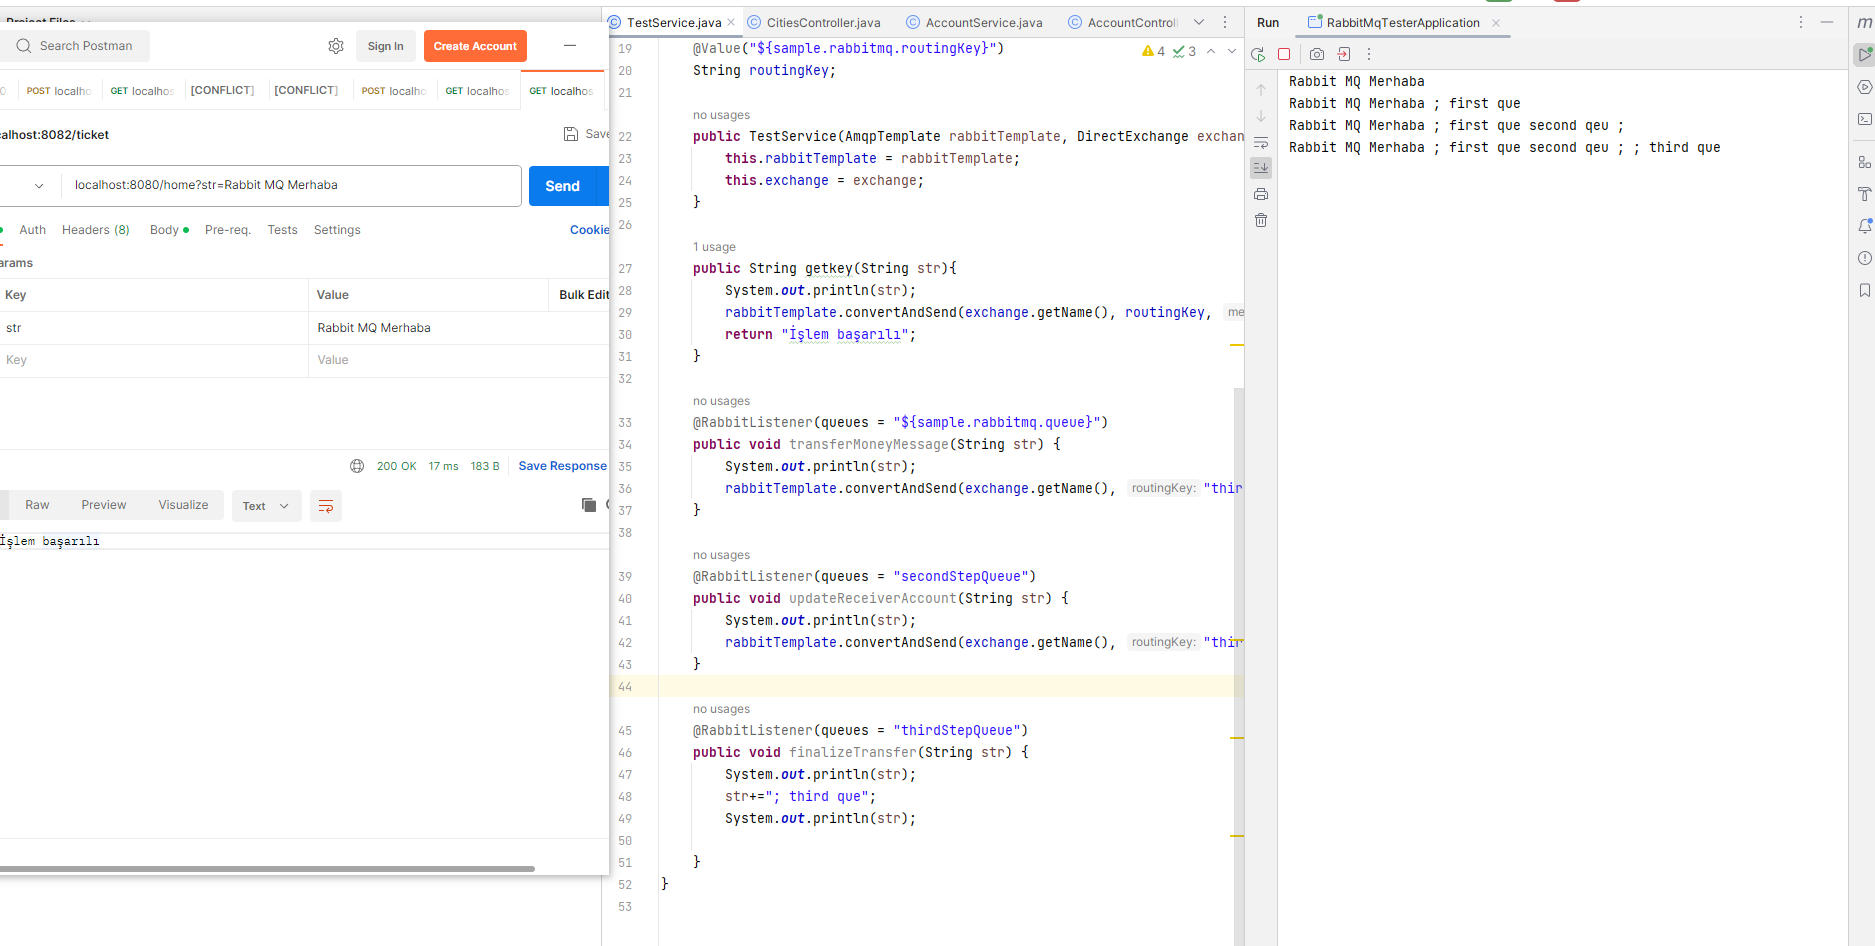 Project Files
Search Postman
Sign In
Create Account
POST localho
GET localhos
[CONFLICT]
[CONFLICT]
POST localho
GET localhos
GET localhos
calhost:8082/ticket
Save
localhost:8080/home?str=Rabbit MQ Merhaba
Send
Auth
Headers (8)
Body
Pre-req.
Tests
Settings
Cookie
arams
Key
Value
Bulk Edit
str
Rabbit MQ Merhaba
Key
Value
200 OK
17 ms
183 B
Save Response
Raw
Preview
Visualize
Text
İşlem başarılı
TestService.java
CitiesController.java
AccountService.java
AccountControll
4
3
19 @Value("${sample.rabbitmq.routingKey}")
20 String routingKey;
21
no usages
22 public TestService(AmqpTemplate rabbitTemplate, DirectExchange exchan
23 this.rabbitTemplate = rabbitTemplate;
24 this.exchange = exchange;
25 }
26
1 usage
27 public String getkey(String str){
28 System.out.println(str);
29 rabbitTemplate.convertAndSend(exchange.getName(), routingKey, me
30 return "İşlem başarılı";
31 }
32
no usages
33 @RabbitListener(queues = "${sample.rabbitmq.queue}")
34 public void transferMoneyMessage(String str) {
35 System.out.println(str);
36 rabbitTemplate.convertAndSend(exchange.getName(), routingKey: "thir
37 }
38
no usages
39 @RabbitListener(queues = "secondStepQueue")
40 public void updateReceiverAccount(String str) {
41 System.out.println(str);
42 rabbitTemplate.convertAndSend(exchange.getName(), routingKey: "thir
43 }
44
no usages
45 @RabbitListener(queues = "thirdStepQueue")
46 public void finalizeTransfer(String str) {
47 System.out.println(str);
48 str+="; third que";
49 System.out.println(str);
50
51 }
52 }
53
Run
RabbitMqTesterApplication
Rabbit MQ Merhaba
Rabbit MQ Merhaba ; first que
Rabbit MQ Merhaba ; first que second qeu ;
Rabbit MQ Merhaba ; first que second qeu ; ; third que
m